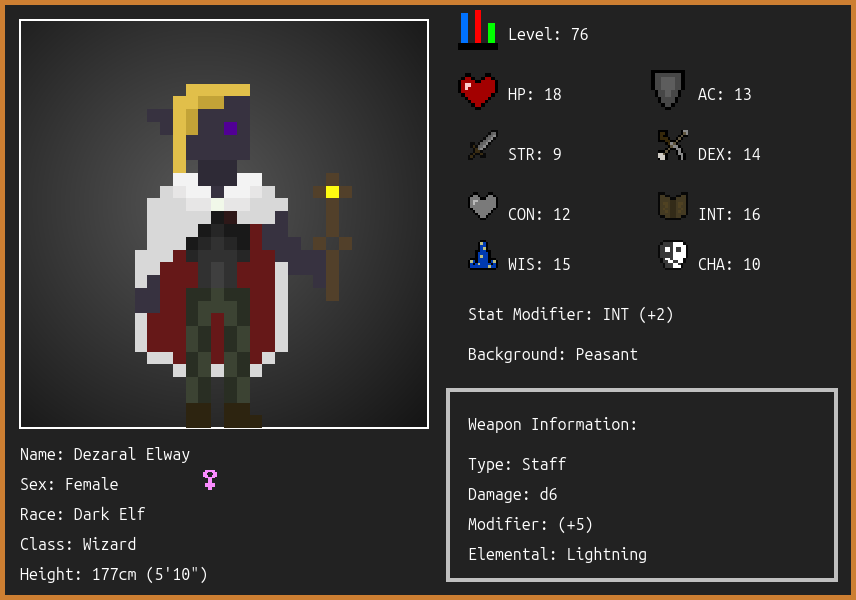 Level: 76
HP: 18
AC: 13
STR: 9
DEX: 14
CON: 12
INT: 16
WIS: 15
CHA: 10
Stat Modifier: INT (+2)
Background: Peasant
Weapon Information:
Type: Staff
Damage: d6
Modifier: (+5)
Elemental: Lightning
Name: Dezaral Elway
Sex: Female
Race: Dark Elf
Class: Wizard
Height: 177cm (5'10")